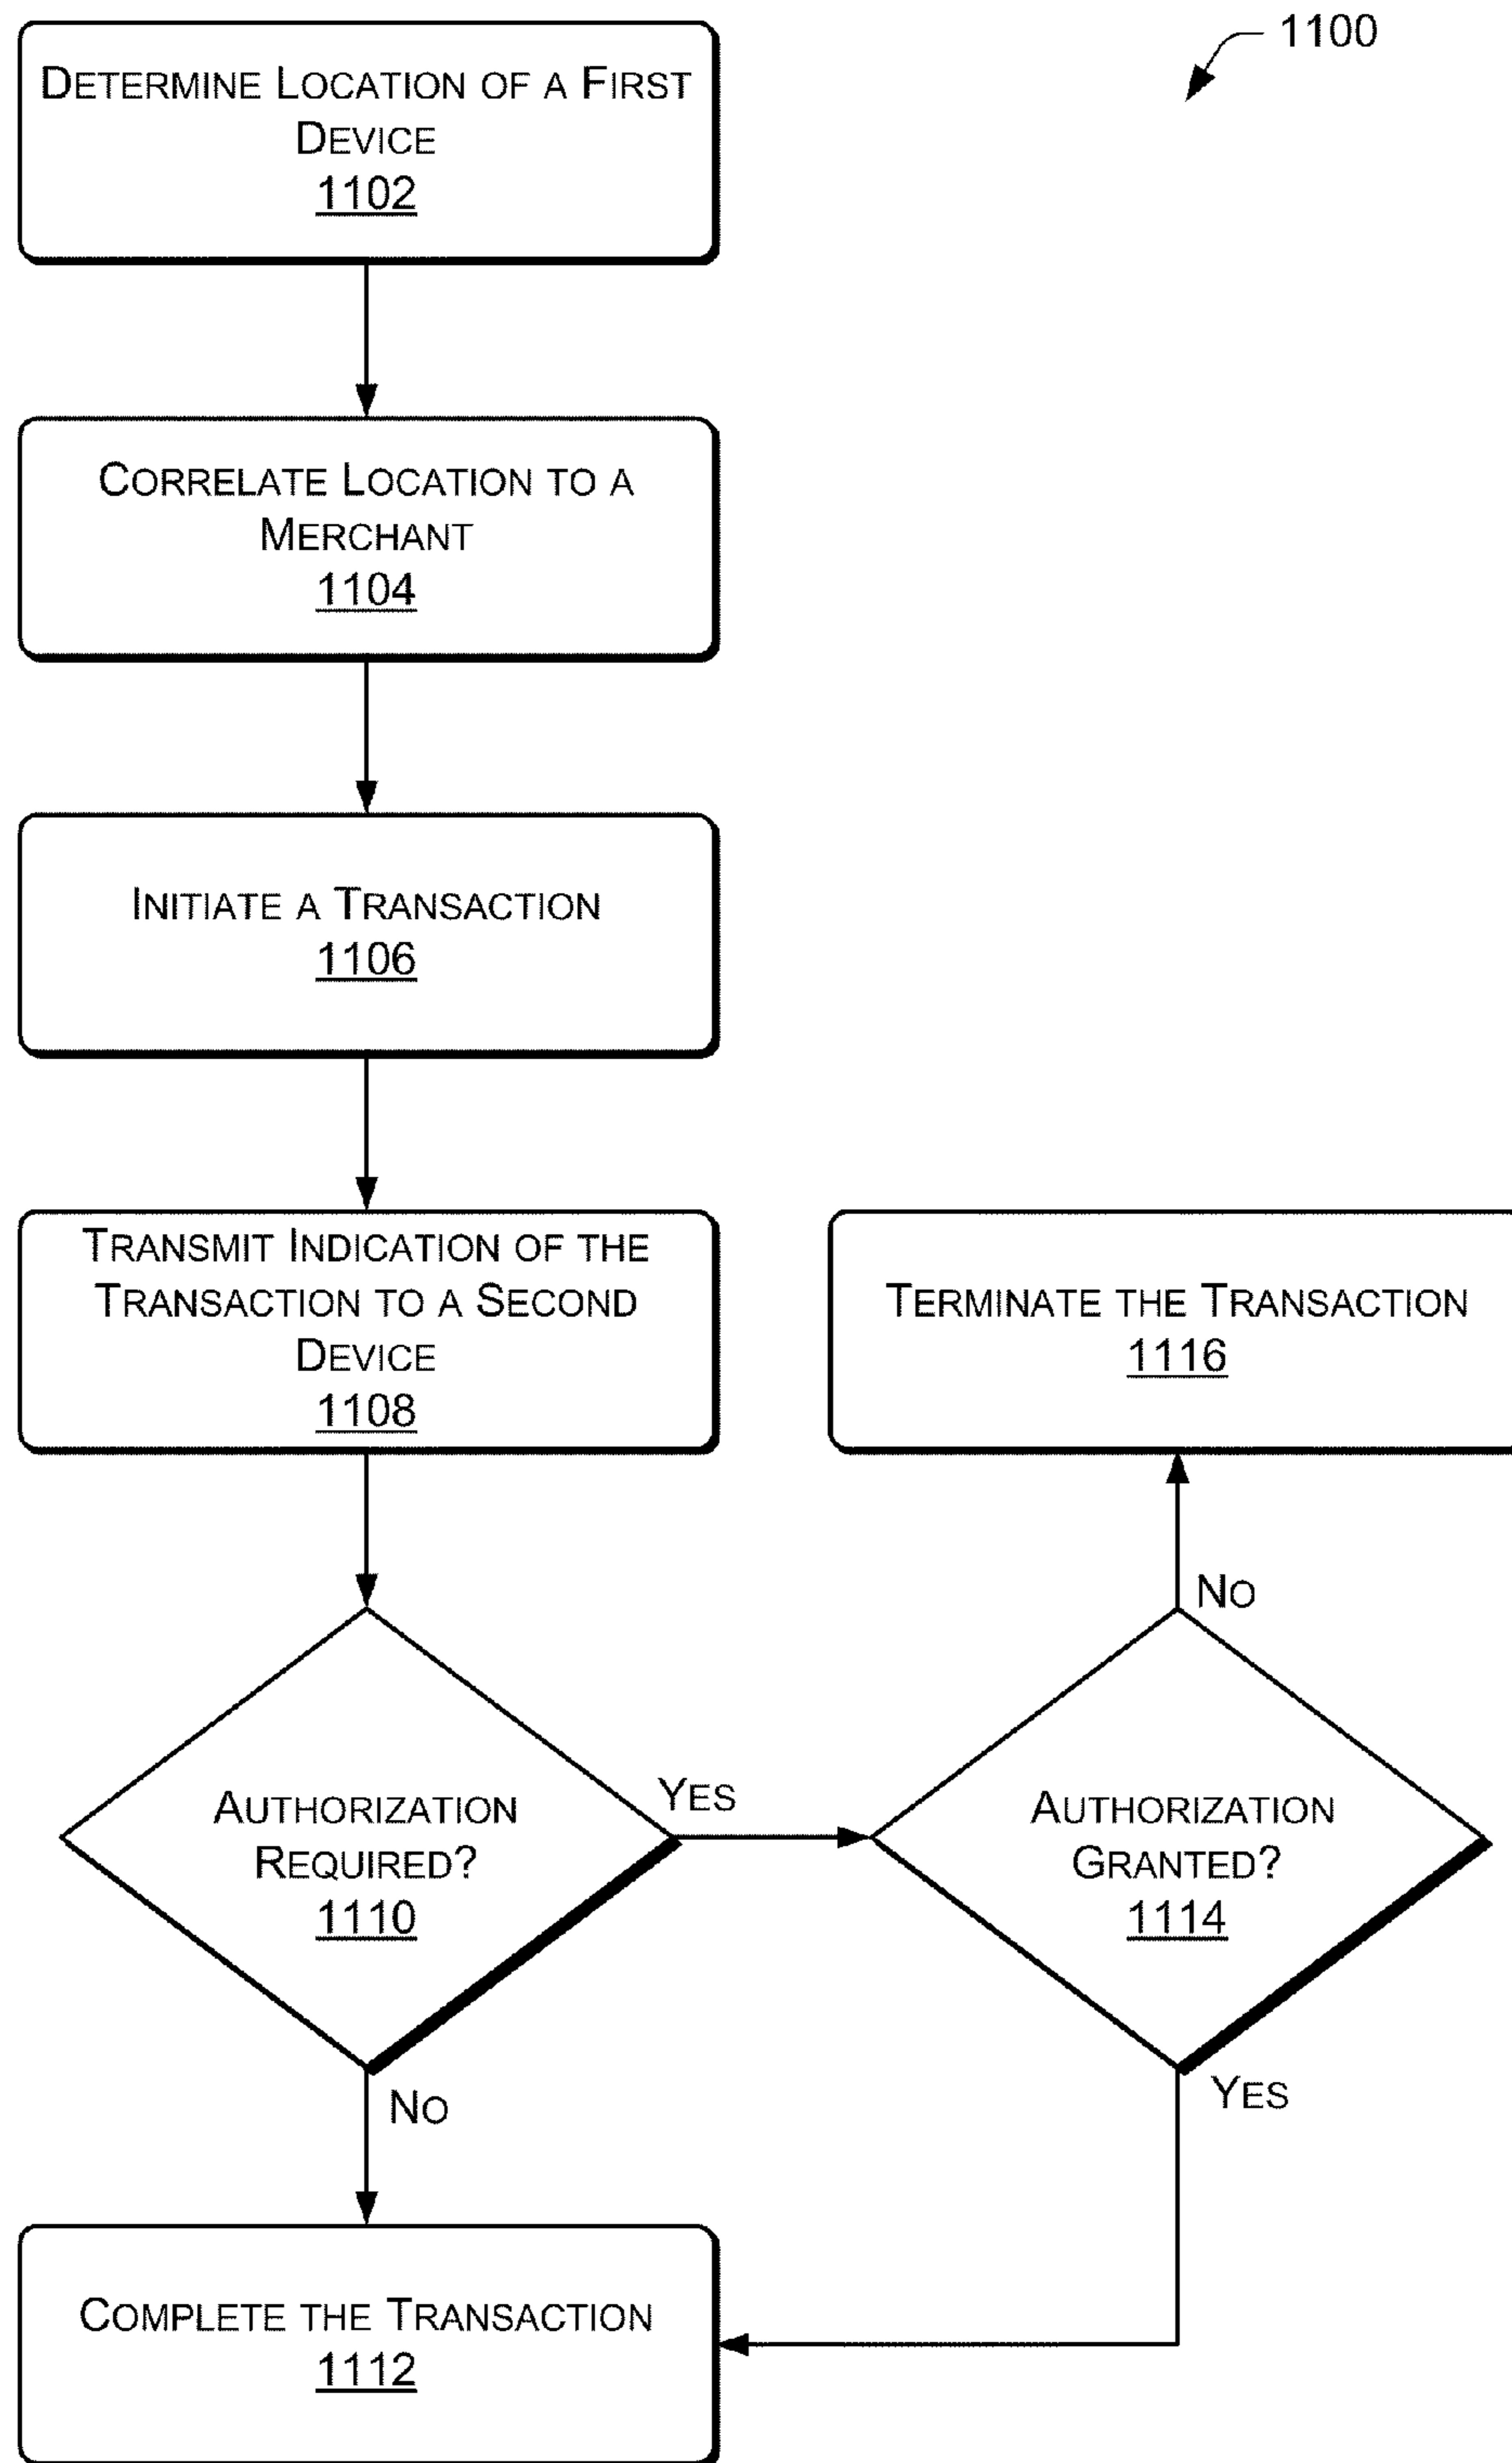 1100
DETERMINE LOCATION OF A FIRST
DEVICE
1102
CORRELATE LOCATION TO A
MERCHANT
1104
INITIATE A TRANSACTION
1106
TRANSMIT INDICATION OF THE
TRANSACTION TO A SECOND
DEVICE
1108
TERMINATE THE TRANSACTION
1116
NO
AUTHORIZATION
REQUIRED?
1110
YES
AUTHORIZATION
GRANTED?
1114
NO
YES
COMPLETE THE TRANSACTION
1112